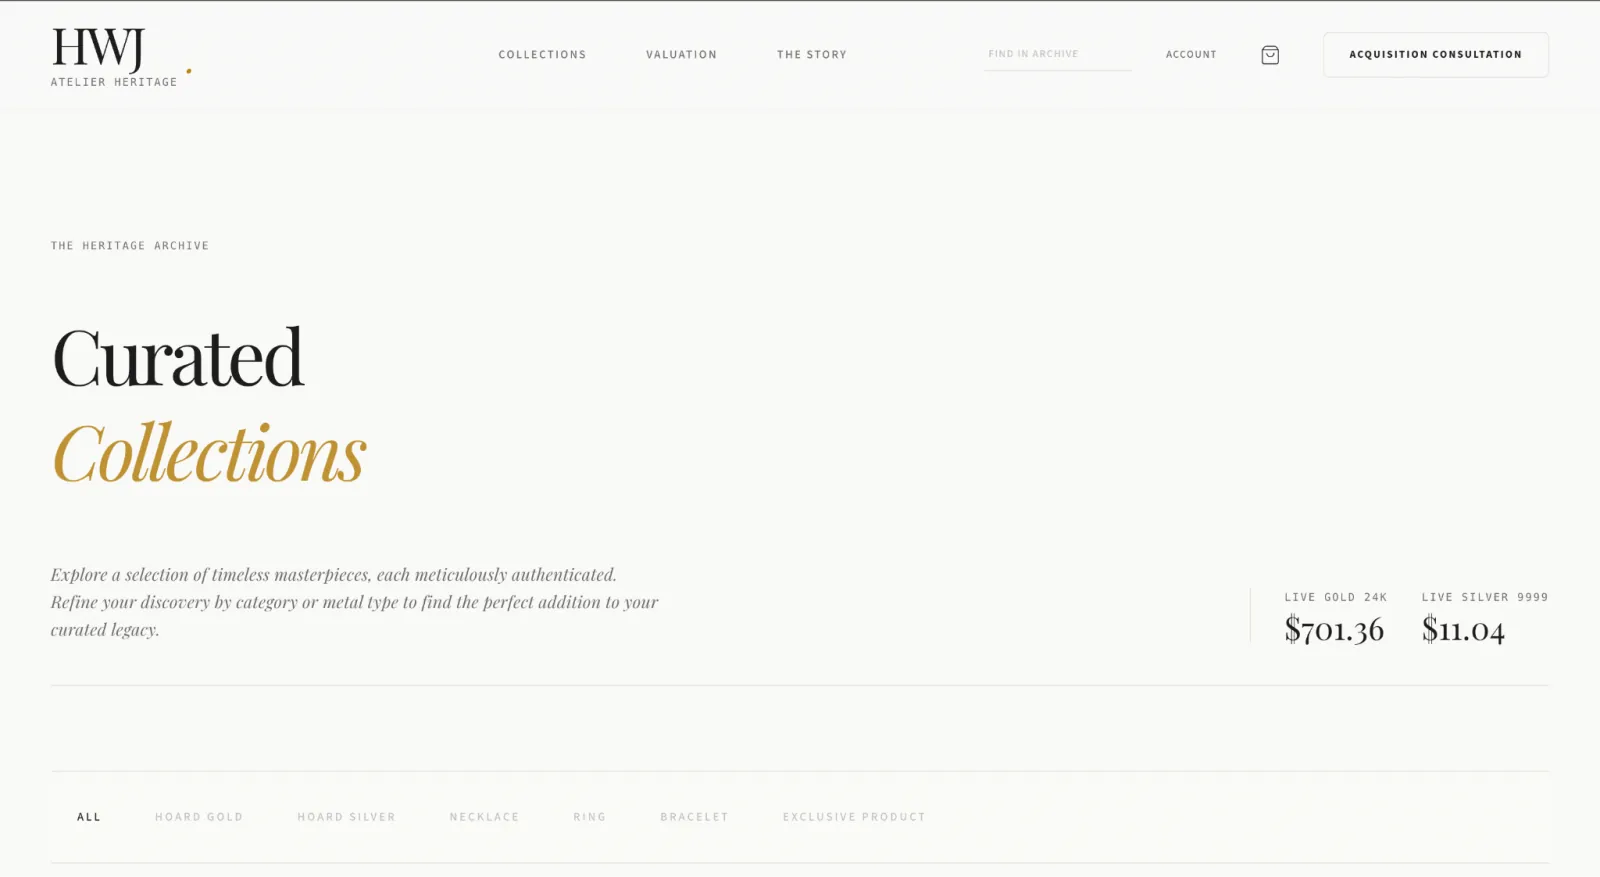 HWJ
ATELIER HERITAGE
COLLECTIONS
VALUATION
THE STORY
FIND IN ARCHIVE
ACCOUNT
ACQUISITION CONSULTATION
THE HERITAGE ARCHIVE
Curated
Collections
Explore a selection of timeless masterpieces, each meticulously authenticated.
Refine your discovery by category or metal type to find the perfect addition to your
curated legacy.
LIVE GOLD 24K
$701.36
LIVE SILVER 9999
$11.04
ALL
HOARD GOLD
HOARD SILVER
NECKLACE
RING
BRACELET
EXCLUSIVE PRODUCT